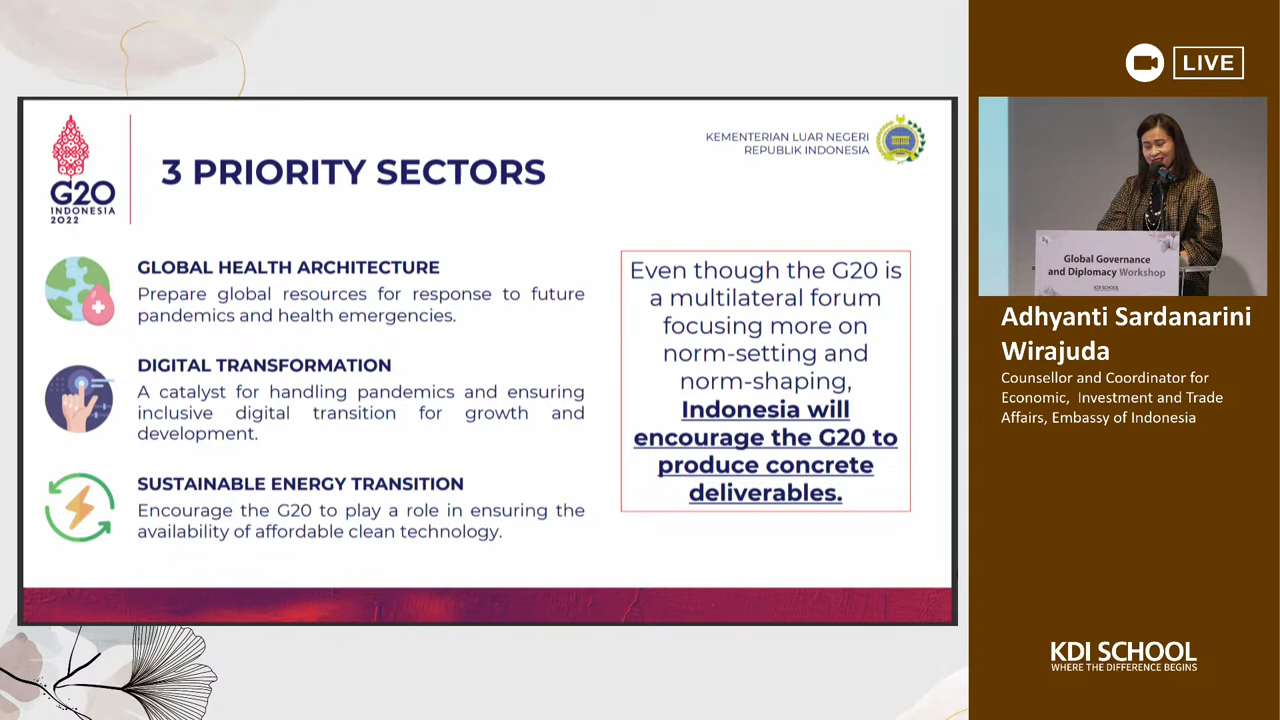 G20
INDONESIA
2022
3 PRIORITY SECTORS
KEMENTERIAN LUAR NEGERI
REPUBLIK INDONESIA
GLOBAL HEALTH ARCHITECTURE
Prepare global resources for response to future
pandemics and health emergencies.
DIGITAL TRANSFORMATION
A catalyst for handling pandemics and ensuring
inclusive digital transition for growth and
development.
SUSTAINABLE ENERGY TRANSITION
Encourage the G20 to play a role in ensuring the
availability of affordable clean technology.
Even though the G20 is
a multilateral forum
focusing more on
norm-setting and
norm-shaping,
Indonesia will
encourage the G20 to
produce concrete
deliverables.
LIVE
Global Governance
and Diplomacy Workshop
KDI SCHOOL
Adhyanti Sardanarini
Wirajuda
Counsellor and Coordinator for
Economic, Investment and Trade
Affairs, Embassy of Indonesia
KDI SCHOOL
WHERE THE DIFFERENCE BEGINS